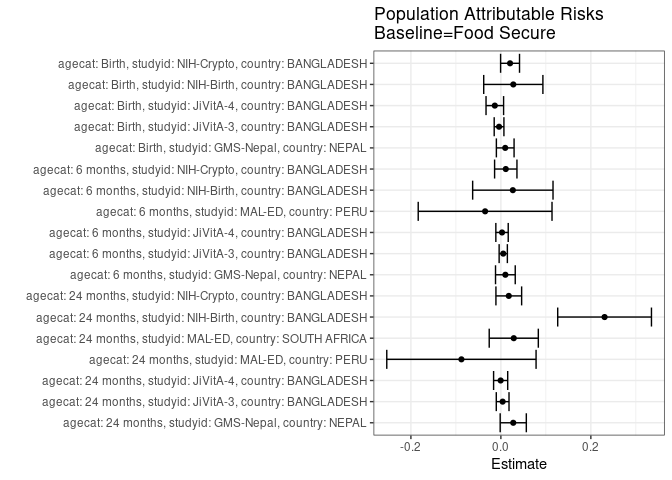 Population Attributable Risks
Baseline=Food Secure
agecat: Birth, studyid: NIH-Crypto, country: BANGLADESH
agecat: Birth, studyid: NIH-Birth, country: BANGLADESH
agecat: Birth, studyid: JiVitA-4, country: BANGLADESH
agecat: Birth, studyid: JiVitA-3, country: BANGLADESH
agecat: Birth, studyid: GMS-Nepal, country: NEPAL
agecat: 6 months, studyid: NIH-Crypto, country: BANGLADESH
agecat: 6 months, studyid: NIH-Birth, country: BANGLADESH
agecat: 6 months, studyid: MAL-ED, country: PERU
agecat: 6 months, studyid: JiVitA-4, country: BANGLADESH
agecat: 6 months, studyid: JiVitA-3, country: BANGLADESH
agecat: 6 months, studyid: GMS-Nepal, country: NEPAL
agecat: 24 months, studyid: NIH-Crypto, country: BANGLADESH
agecat: 24 months, studyid: NIH-Birth, country: BANGLADESH
agecat: 24 months, studyid: MAL-ED, country: SOUTH AFRICA
agecat: 24 months, studyid: MAL-ED, country: PERU
agecat: 24 months, studyid: JiVitA-4, country: BANGLADESH
agecat: 24 months, studyid: JiVitA-3, country: BANGLADESH
agecat: 24 months, studyid: GMS-Nepal, country: NEPAL
-0.2 0.0 0.2
Estimate